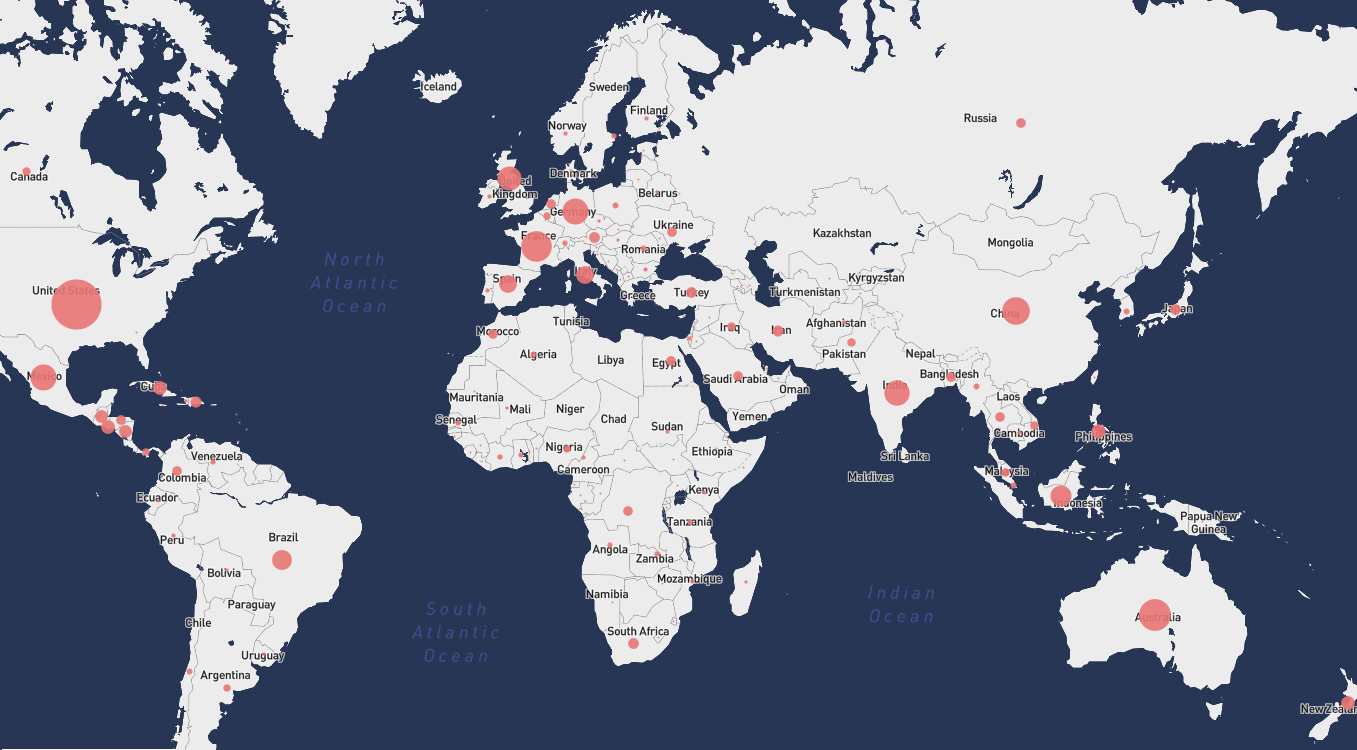 Iceland
Sweden
Finland
Norway
Russia
Canada
Denmark
United
Kingdom
Belarus
Germany
Ukraine
France
Kazakhstan
Mongolia
Romania
North
Atlantic
Ocean
Spain
Italy
Kyrgyzstan
United States
Greece
Turkey
Turkmenistan
China
Japan
Tunisia
Morocco
Iraq
Iran
Afghanistan
Algeria
Libya
Egypt
Pakistan
Nepal
Mexico
Cuba
Saudi Arabia
Bangladesh
India
Oman
Mauritania
Mali
Niger
Laos
Senegal
Chad
Sudan
Yemen
Cambodia
Philippines
Nigeria
Ethiopia
Venezuela
Sri Lanka
Colombia
Cameroon
Maldives
Malaysia
Ecuador
Kenya
Indonesia
Papua New
Guinea
Tanzania
Peru
Brazil
Angola
Zambia
Bolivia
Mozambique
Namibia
Indian
Ocean
Paraguay
South
Atlantic
Ocean
Chile
South Africa
Australia
Uruguay
Argentina
New Zealan